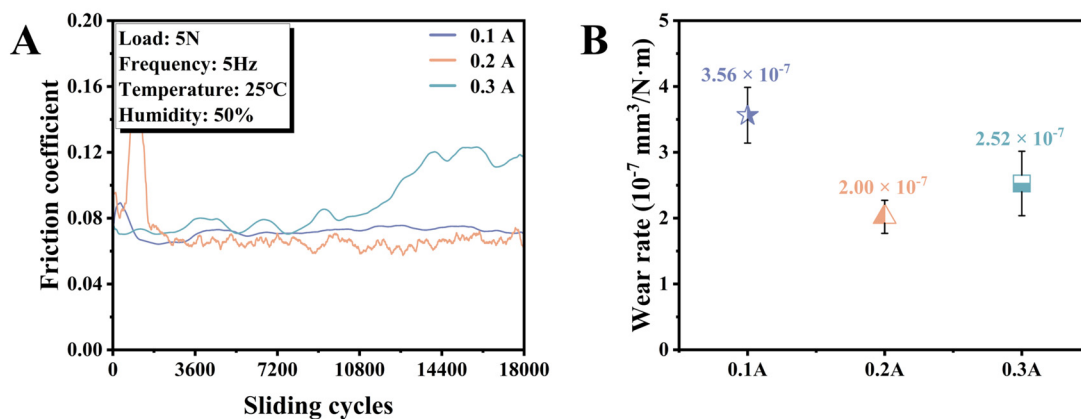 A
Load: 5N
Frequency: 5Hz
Temperature: 25℃
Humidity: 50%
0.1 A
0.2 A
0.3 A
0.20
0.16
0.12
0.08
0.04
0.00
Friction coefficient
0 3600 7200 10800 14400 18000
Sliding cycles
B
5
4
3
2
1
0
Wear rate (10⁻⁷ mm³/N·m)
3.56 × 10⁻⁷
2.00 × 10⁻⁷
2.52 × 10⁻⁷
0.1A 0.2A 0.3A